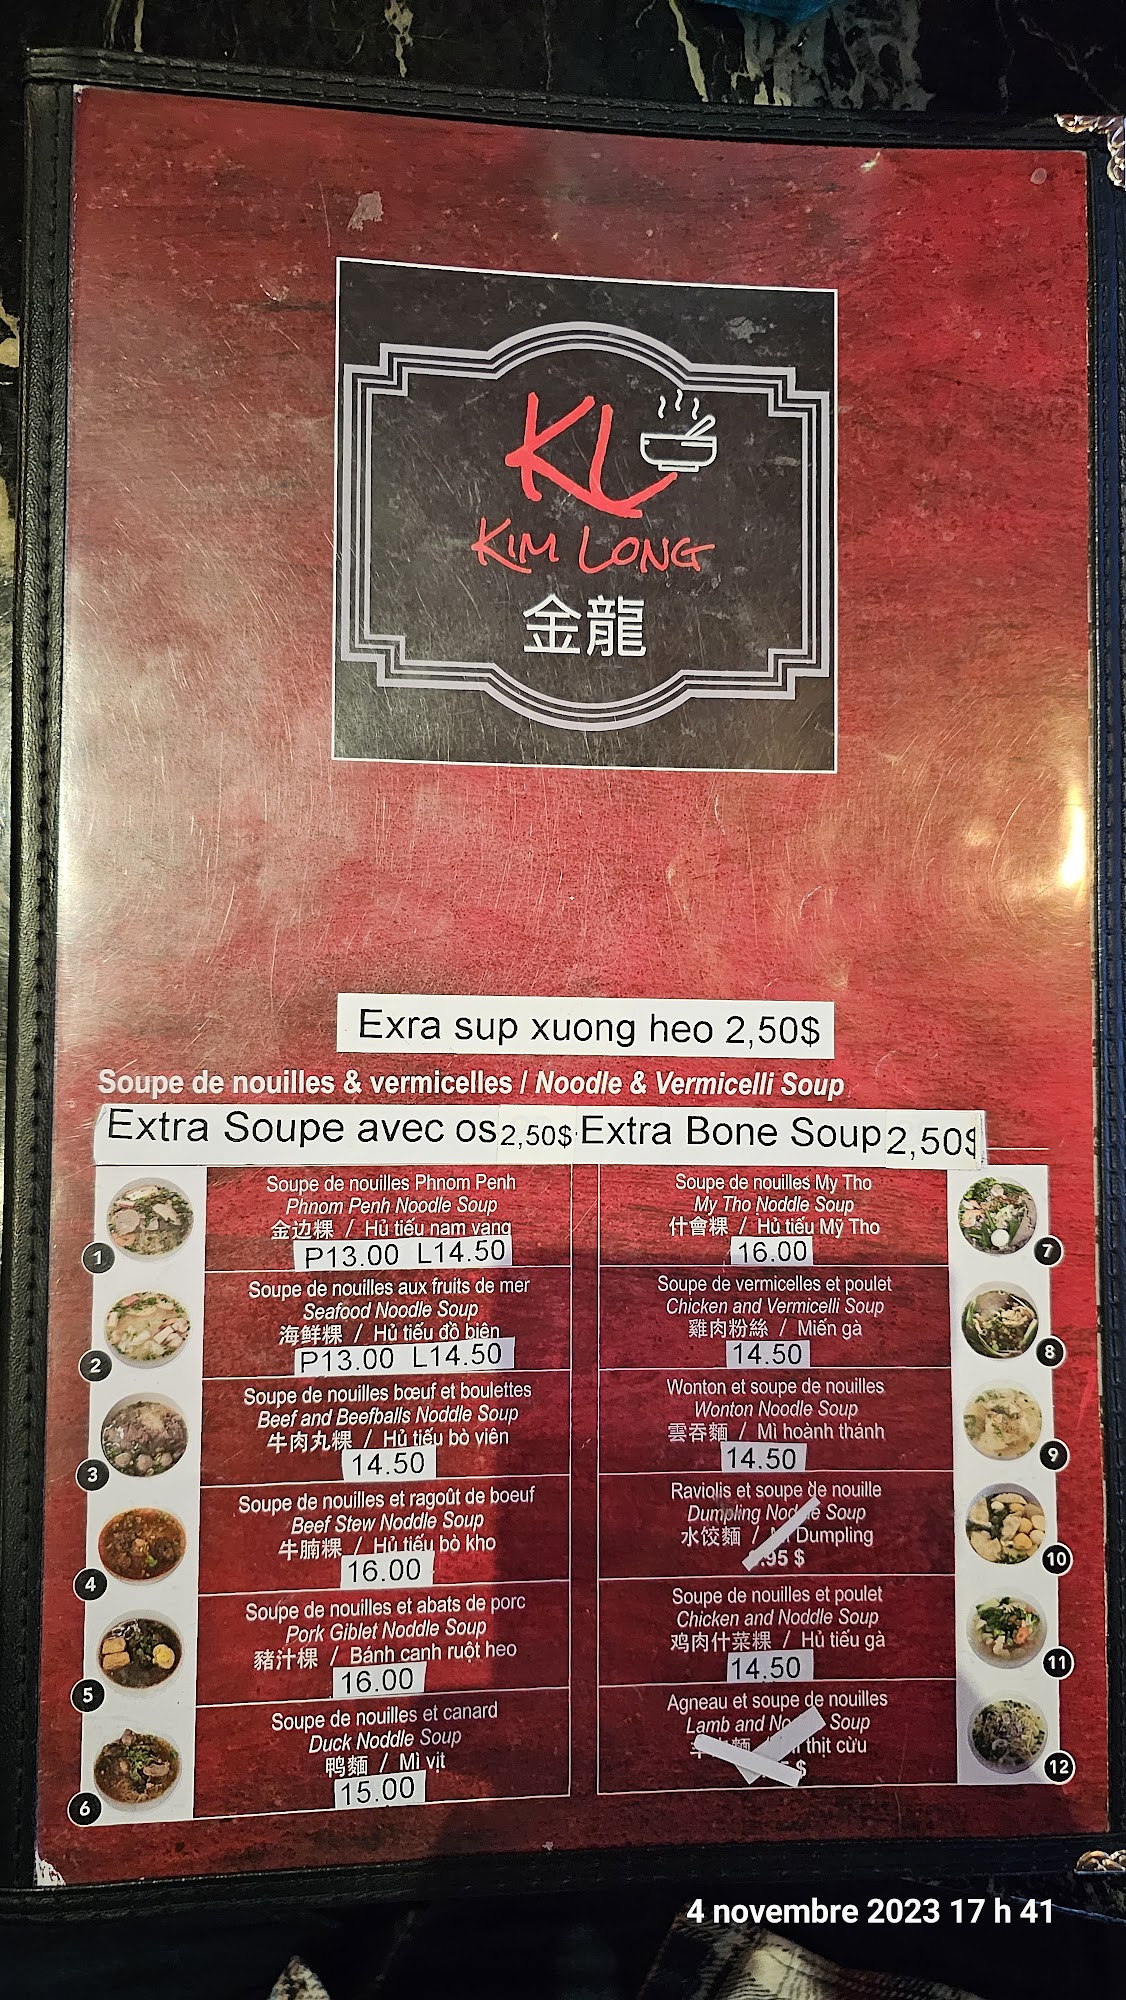 KL
KIM LONG
金龍
Exra sup xuong heo 2,50$
Soupe de nouilles & vermicelles / Noodle & Vermicelli Soup
Extra Soupe avec os 2,50$ Extra Bone Soup 2,50$
Soupe de nouilles Phnom Penh
Phnom Penh Noodle Soup
金边粿 / Hủ tiếu nam vang
P13.00 L14.50
1
Soupe de nouilles aux fruits de mer
Seafood Noodle Soup
海鲜粿 / Hủ tiếu đồ biên
P13.00 L14.50
2
Soupe de nouilles bœuf et boulettes
Beef and Beefballs Noddle Soup
牛肉丸粿 / Hủ tiếu bò viên
14.50
3
Soupe de nouilles et ragoût de boeuf
Beef Stew Noddle Soup
牛腩粿 / Hủ tiếu bò kho
16.00
4
Soupe de nouilles et abats de porc
Pork Giblet Noddle Soup
豬汁粿 / Bánh canh ruột heo
16.00
5
Soupe de nouilles et canard
Duck Noddle Soup
鸭麵 / Mì vịt
15.00
6
Soupe de nouilles My Tho
My Tho Noddle Soup
什會粿 / Hủ tiếu Mỹ Tho
16.00
7
Soupe de vermicelles et poulet
Chicken and Vermicelli Soup
雞肉粉絲 / Miến gà
14.50
8
Wonton et soupe de nouilles
Wonton Noodle Soup
雲吞麵 / Mì hoành thánh
14.50
9
Raviolis et soupe de nouille
Dumpling Soup
水饺麵 / Dumpling
.95 $
10
Soupe de nouilles et poulet
Chicken and Noddle Soup
鸡肉什菜粿 / Hủ tiếu gà
14.50
11
Agneau et soupe de nouilles
Lamb and Soup
麵 / thịt cừu
$
12
4 novembre 2023 17 h 41